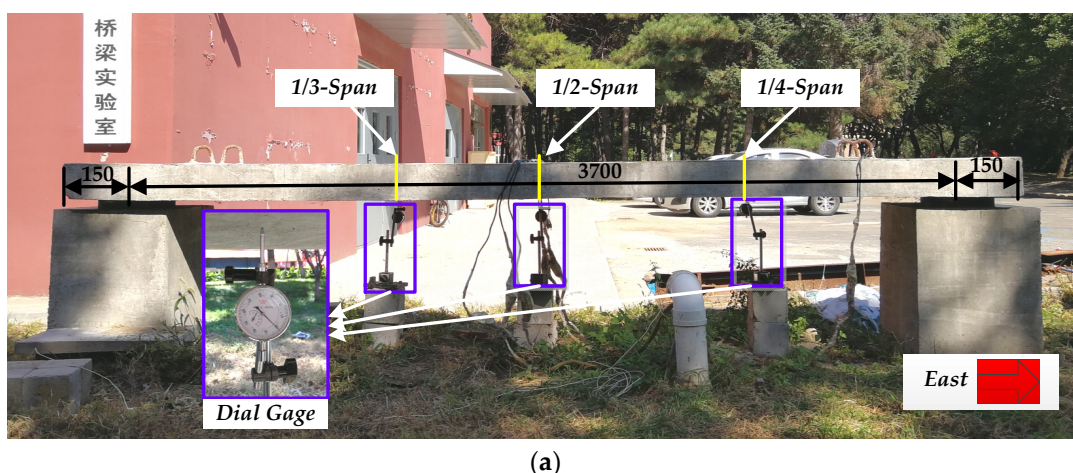 桥
梁
实
验
室
1/3-Span
1/2-Span
1/4-Span
150
3700
150
Dial Gage
East
(a)